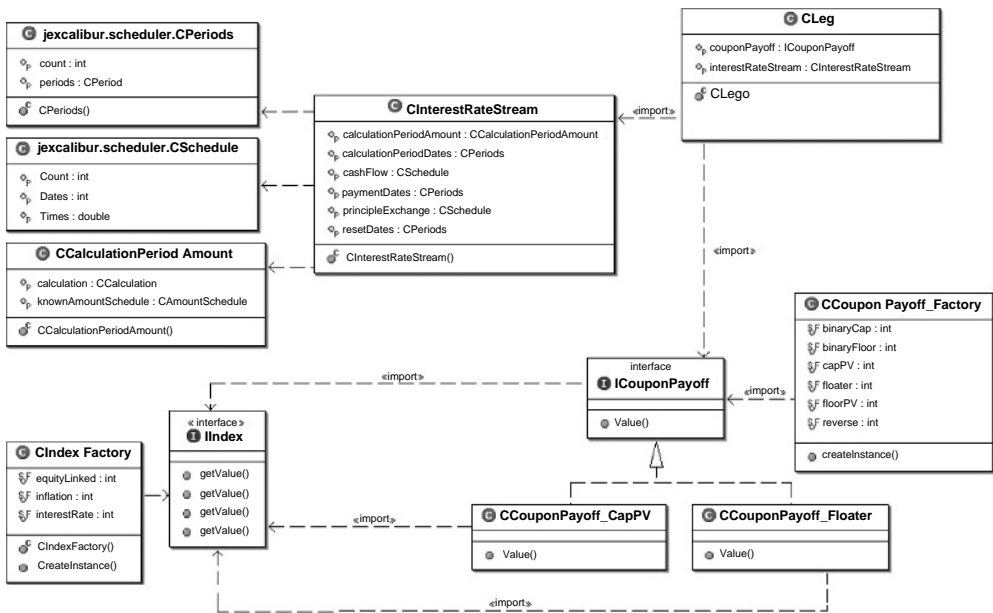 jexcalibur.scheduler.CPeriods
count : int
periods : CPeriod
CPeriods()
jexcalibur.scheduler.CSchedule
Count : int
Dates : int
Times : double
CCalculationPeriod Amount
calculation : CCalculation
knownAmountSchedule : CAmountSchedule
CCalculationPeriodAmount()
CInterestRateStream
calculationPeriodAmount : CCalculationPeriodAmount
calculationPeriodDates : CPeriods
cashFlow : CSchedule
paymentDates : CPeriods
principleExchange : CSchedule
resetDates : CPeriods
CInterestRateStream()
«import»
CLeg
couponPayoff : ICouponPayoff
interestRateStream : CInterestRateStream
CLego
«import»
CCoupon Payoff_Factory
binaryCap : int
binaryFloor : int
capPV : int
floater : int
floorPV : int
reverse : int
createInstance()
«import»
interface
ICouponPayoff
Value()
«import»
«interface»
IIndex
getValue()
getValue()
getValue()
getValue()
CIndex Factory
equityLinked : int
inflation : int
interestRate : int
CIndexFactory()
CreateInstance()
«import»
CCouponPayoff_CapPV
Value()
CCouponPayoff_Floater
Value()
«import»